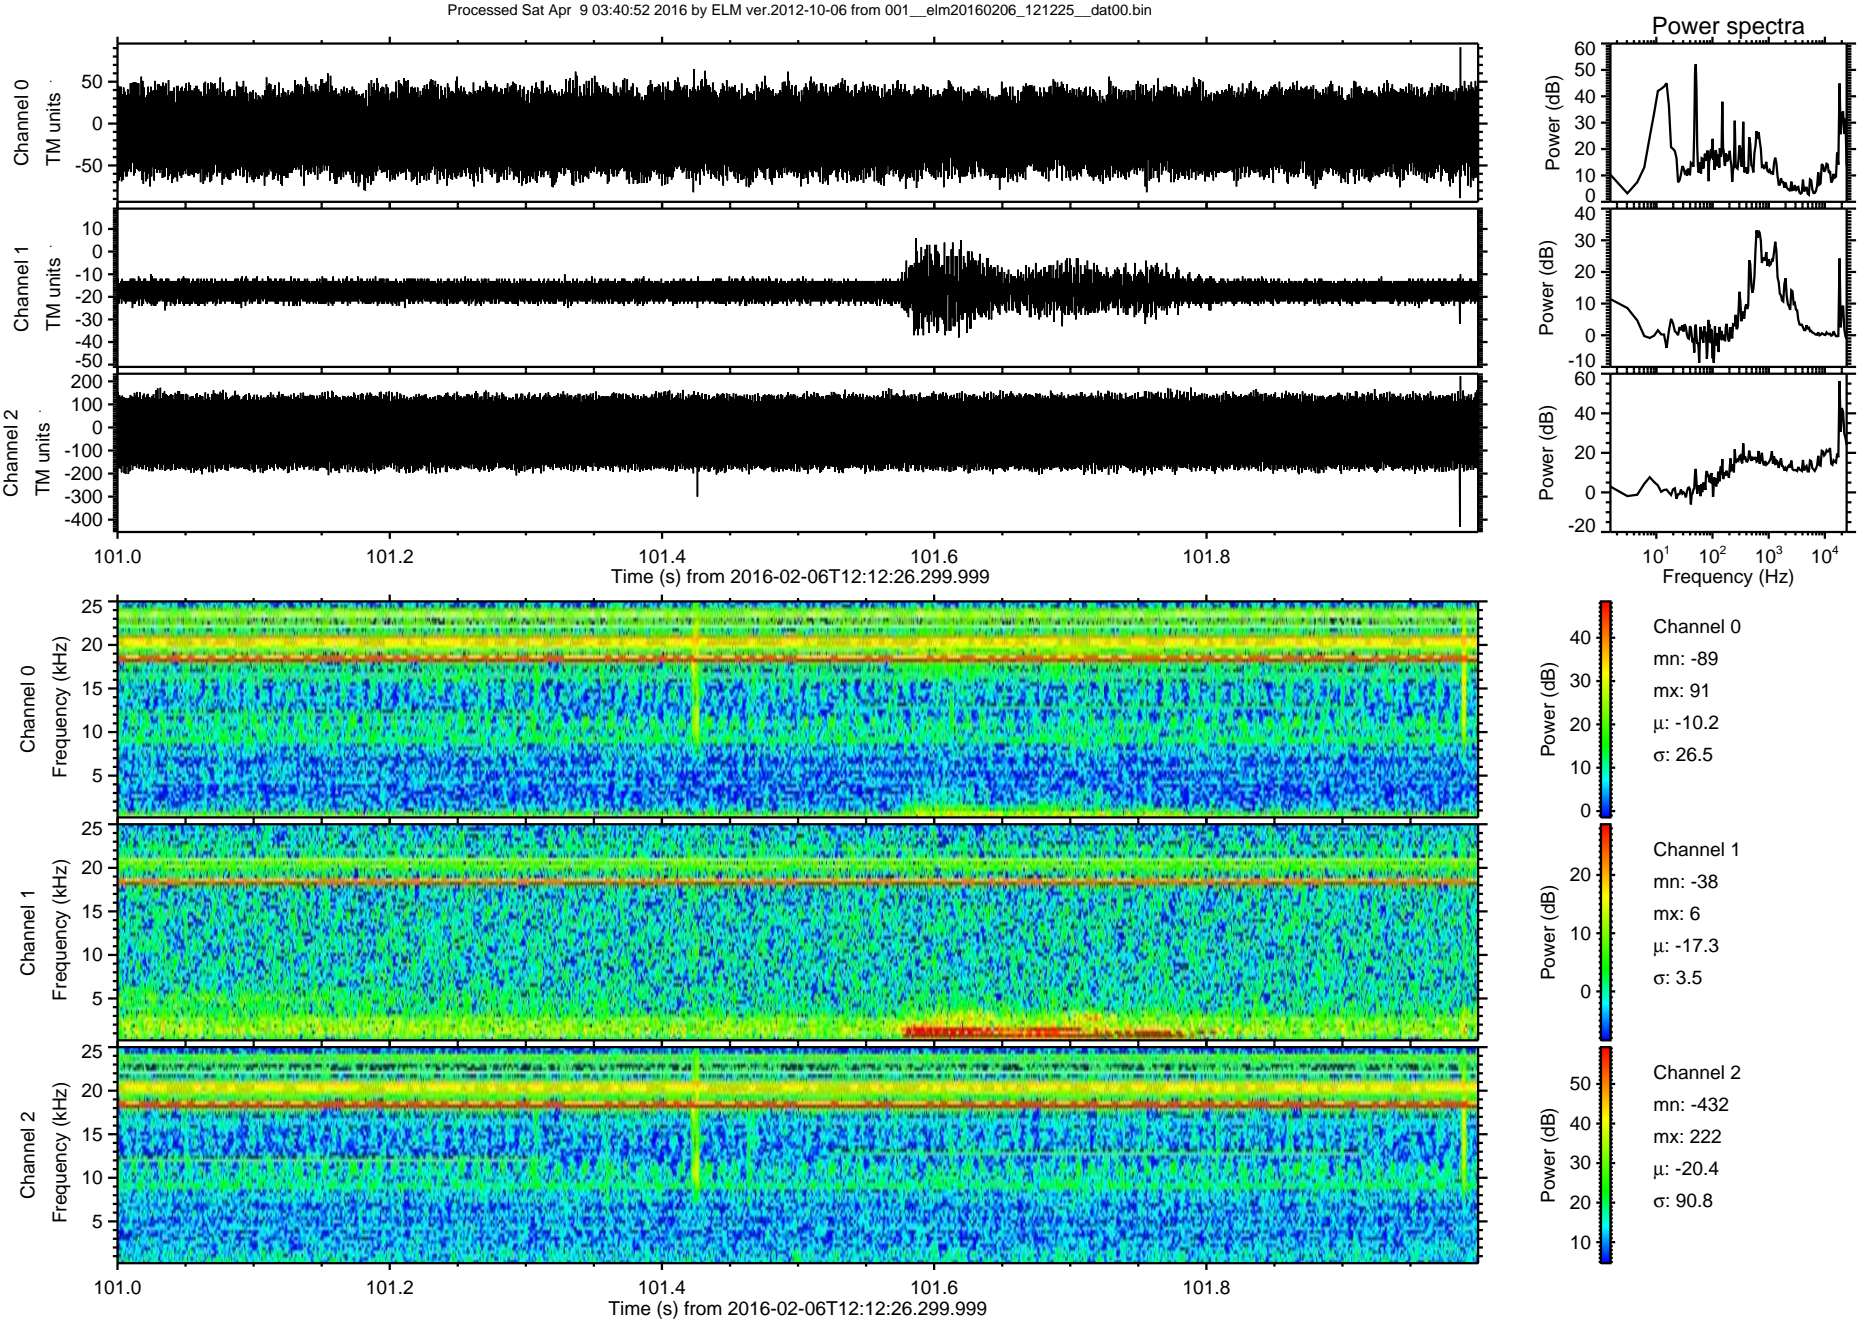 Processed Sat Apr  9 03:40:52 2016 by ELM ver.2012-10-06 from 001__elm20160206_121225__dat00.bin
Power spectra
Channel 0
TM units
50
0
-50
Power (dB)
60
50
40
30
20
10
0
Channel 1
TM units
10
0
-10
-20
-30
-40
-50
Power (dB)
40
30
20
10
0
-10
Channel 2
TM units
200
100
0
-100
-200
-300
-400
Power (dB)
60
40
20
0
-20
101.0 101.2 101.4 101.6 101.8
Time (s) from 2016-02-06T12:12:26.299.999
10¹ 10² 10³ 10⁴
Frequency (Hz)
Channel 0
Frequency (kHz)
25
20
15
10
5
Power (dB)
40
30
20
10
0
Channel 0
mn: -89
mx: 91
μ: -10.2
σ: 26.5
Channel 1
Frequency (kHz)
25
20
15
10
5
Power (dB)
20
10
0
Channel 1
mn: -38
mx: 6
μ: -17.3
σ: 3.5
Channel 2
Frequency (kHz)
25
20
15
10
5
Power (dB)
50
40
30
20
10
Channel 2
mn: -432
mx: 222
μ: -20.4
σ: 90.8
101.0 101.2 101.4 101.6 101.8
Time (s) from 2016-02-06T12:12:26.299.999